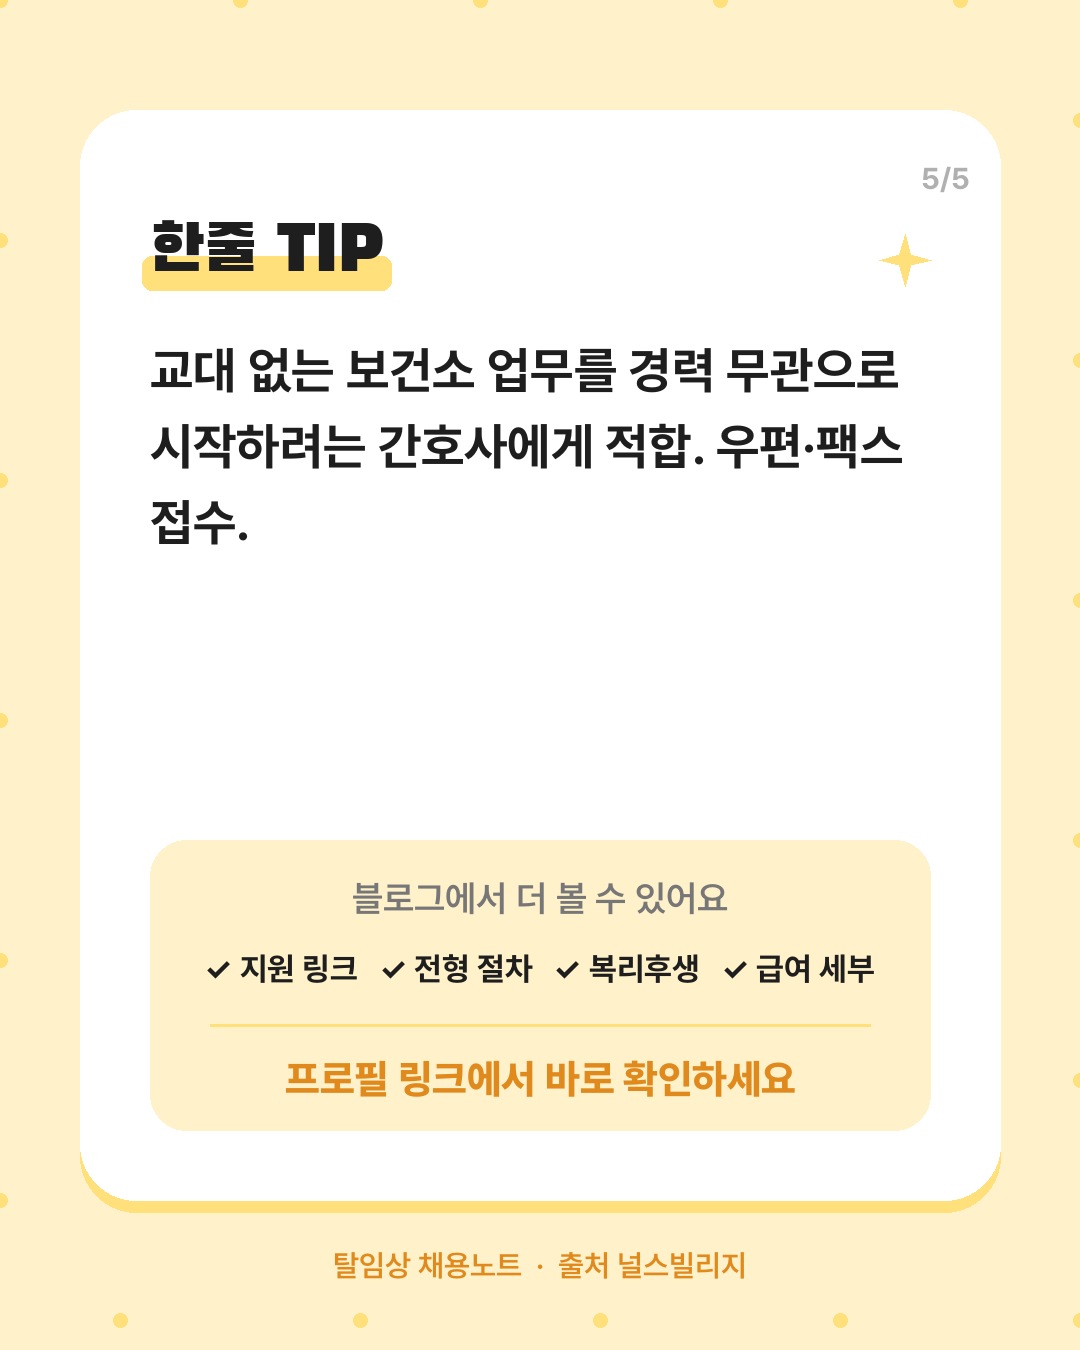 5/5
한줄 TIP
교대 없는 보건소 업무를 경력 무관으로
시작하려는 간호사에게 적합. 우편·팩스
접수.
블로그에서 더 볼 수 있어요
✓ 지원 링크 ✓ 전형 절차 ✓ 복리후생 ✓ 급여 세부
프로필 링크에서 바로 확인하세요
탈임상 채용노트 · 출처 널스빌리지